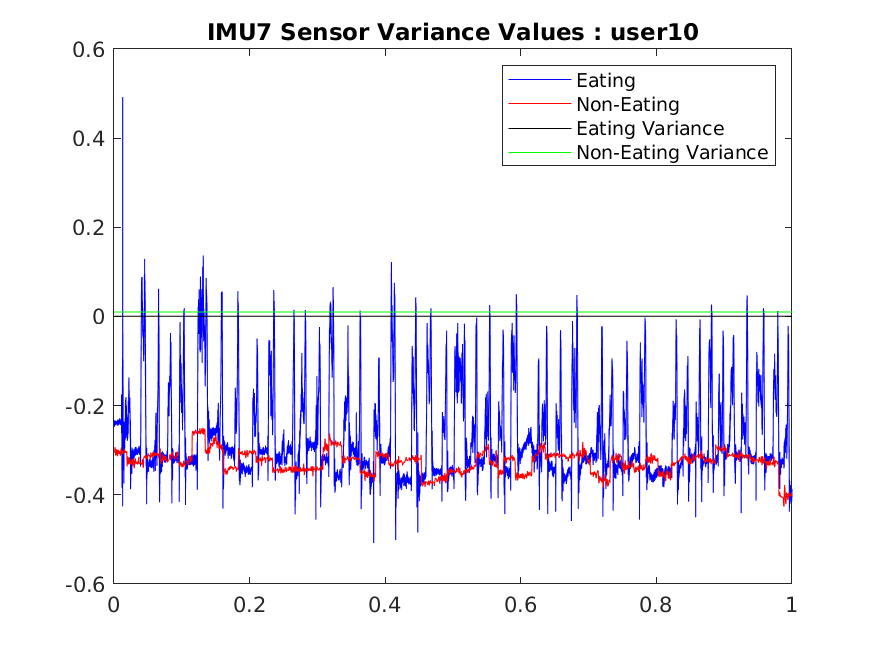 IMU7 Sensor Variance Values : user10
Eating
Non-Eating
Eating Variance
Non-Eating Variance
0.6
0.4
0.2
0
-0.2
-0.4
-0.6
0 0.2 0.4 0.6 0.8 1